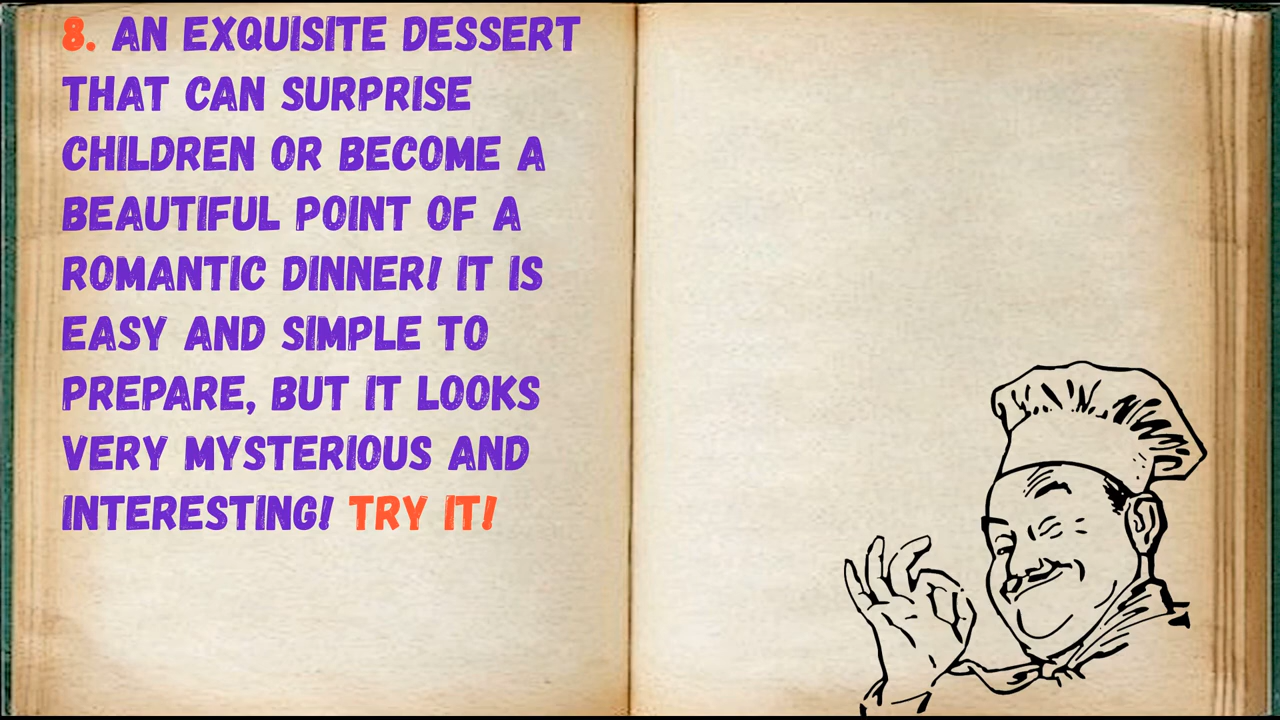 8. AN EXQUISITE DESSERT
THAT CAN SURPRISE
CHILDREN OR BECOME A
BEAUTIFUL POINT OF A
ROMANTIC DINNER! IT IS
EASY AND SIMPLE TO
PREPARE, BUT IT LOOKS
VERY MYSTERIOUS AND
INTERESTING! TRY IT!